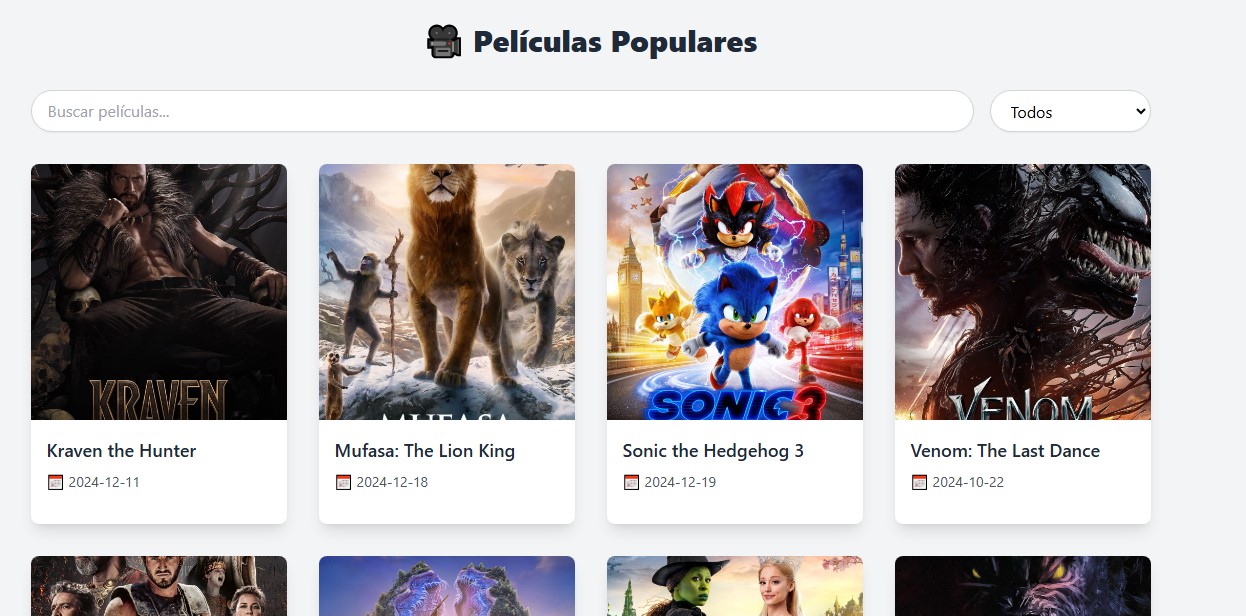 Películas Populares
Buscar películas...
Todos
KRAVEN
MUFASA
SONIC 3
VENOM
Kraven the Hunter
Mufasa: The Lion King
Sonic the Hedgehog 3
Venom: The Last Dance
2024-12-11
2024-12-18
2024-12-19
2024-10-22